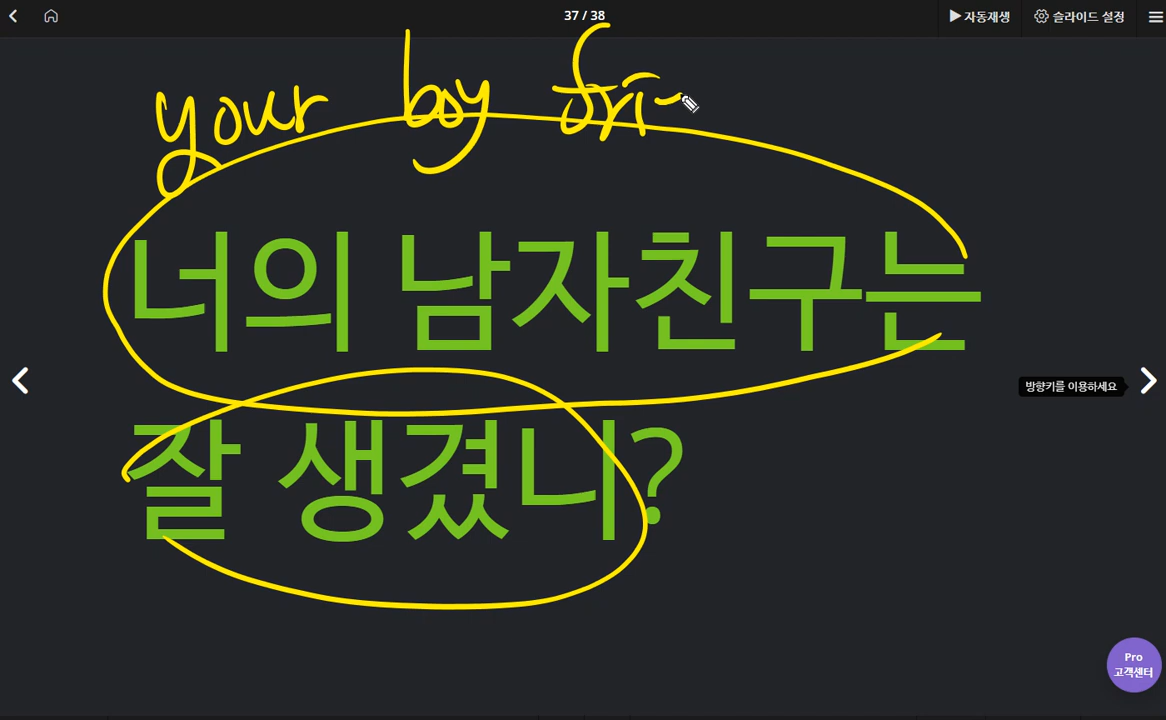 37 / 38
▶ 자동재생
슬라이드 설정
your boy fri
너의 남자친구는
방향키를 이용하세요
잘 생겼니?
Pro
고객센터